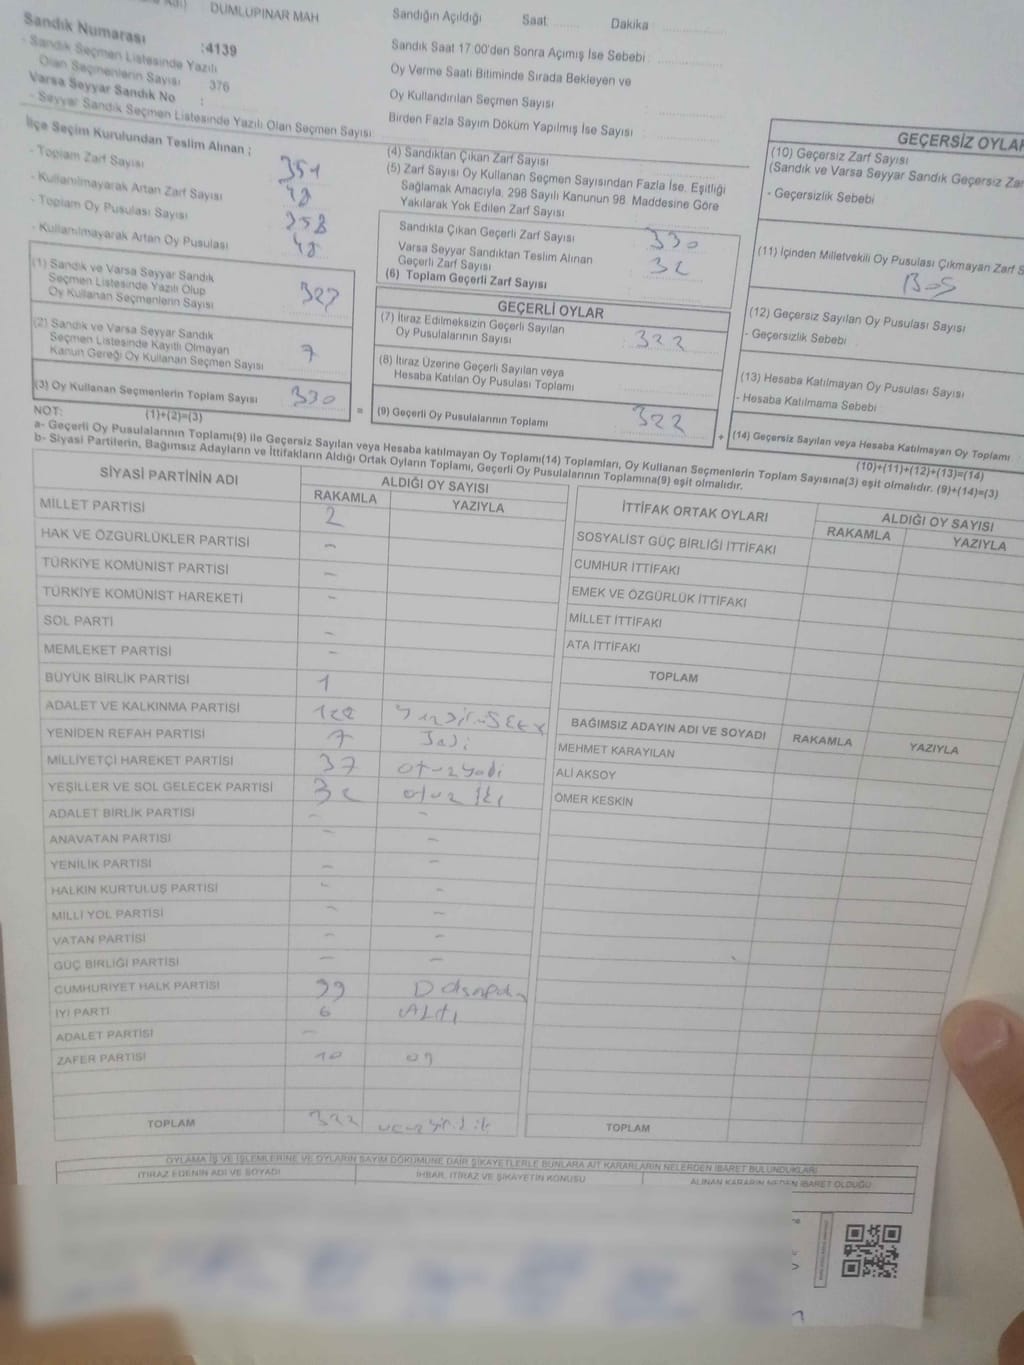 DUMLUPINAR MAH
Sandık Numarası :4139
- Sandık Seçmen Listesinde Yazılı
Olan Seçmenlerin Sayısı 376
Varsa Seyyar Sandık No :
- Seyyar Sandık Seçmen Listesinde Yazılı Olan Seçmen Sayısı
Sandığın Açıldığı Saat Dakika
Sandık Saat 17:00'den Sonra Açımış İse Sebebi
Oy Verme Saati Bitiminde Sırada Bekleyen ve
Oy Kullandırılan Seçmen Sayısı
Birden Fazla Sayım Döküm Yapılmış İse Sayısı
İlçe Seçim Kurulundan Teslim Alınan ;
- Toplam Zarf Sayısı
- Kullanılmayarak Artan Zarf Sayısı 48
- Toplam Oy Pusulası Sayısı 358
- Kullanılmayarak Artan Oy Pusulası 48
(1) Sandık ve Varsa Seyyar Sandık
Seçmen Listesinde Yazılı Olup
Oy Kullanan Seçmenlerin Sayısı
(2) Sandık ve Varsa Seyyar Sandık
Seçmen Listesinde Kayıtlı Olmayan
Kanun Gereği Oy Kullanan Seçmen Sayısı 7
(3) Oy Kullanan Seçmenlerin Toplam Sayısı 330
(4) Sandıktan Çıkan Zarf Sayısı
(5) Zarf Sayısı Oy Kullanan Seçmen Sayısından Fazla İse, Eşitliği
Sağlamak Amacıyla, 298 Sayılı Kanunun 98. Maddesine Göre
Yakılarak Yok Edilen Zarf Sayısı
Sandıkta Çıkan Geçerli Zarf Sayısı 330
Varsa Seyyar Sandıktan Teslim Alınan
Geçerli Zarf Sayısı 32
(6) Toplam Geçerli Zarf Sayısı
GEÇERLİ OYLAR
(7) İtiraz Edilmeksizin Geçerli Sayılan
Oy Pusulalarının Sayısı 322
(8) İtiraz Üzerine Geçerli Sayılan veya
Hesaba Katılan Oy Pusulası Toplamı
= (9) Geçerli Oy Pusulalarının Toplamı 322
GEÇERSİZ OYLAR
(10) Geçersiz Zarf Sayısı
(Sandık ve Varsa Seyyar Sandık Geçersiz
- Geçersizlik Sebebi
(11) İçinden Milletvekili Oy Pusulası Çıkmayan Zarf
(12) Geçersiz Sayılan Oy Pusulası Sayısı
- Geçersizlik Sebebi
(13) Hesaba Katılmayan Oy Pusulası Sayısı
- Hesaba Katılmama Sebebi
+ (14) Geçersiz Sayılan veya Hesaba Katılmayan Oy Toplamı
NOT: (1)+(2)=(3) (10)+(11)+(12)+(13)=(14)
a- Geçerli Oy Pusulalarının Toplamı(9) ile Geçersiz Sayılan veya Hesaba katılmayan Oy Toplamı(14) Toplamları, Oy Kullanan Seçmenlerin Toplam Sayısına(3) eşit olmalıdır. (9)+(14)=(3)
b- Siyasi Partilerin, Bağımsız Adayların ve İttifakların Aldığı Ortak Oyların Toplamı, Geçerli Oy Pusulalarının Toplamına(9) eşit olmalıdır.
SİYASİ PARTİNİN ADI ALDIĞI OY SAYISI
RAKAMLA YAZIYLA
MİLLET PARTİSİ 2
HAK VE ÖZGÜRLÜKLER PARTİSİ -
TÜRKİYE KOMÜNİST PARTİSİ -
TÜRKİYE KOMÜNİST HAREKETİ -
SOL PARTİ -
MEMLEKET PARTİSİ -
BÜYÜK BİRLİK PARTİSİ 1
ADALET VE KALKINMA PARTİSİ
YENİDEN REFAH PARTİSİ 7
MİLLİYETÇİ HAREKET PARTİSİ 37
YEŞİLLER VE SOL GELECEK PARTİSİ 32
ADALET BİRLİK PARTİSİ - -
ANAVATAN PARTİSİ - -
YENİLİK PARTİSİ - -
HALKIN KURTULUŞ PARTİSİ - -
MİLLİ YOL PARTİSİ - -
VATAN PARTİSİ - -
GÜÇ BİRLİĞİ PARTİSİ - -
CUMHURİYET HALK PARTİSİ 99
İYİ PARTİ 6 Altı
ADALET PARTİSİ -
ZAFER PARTİSİ 10 on
TOPLAM 322
İTTİFAK ORTAK OYLARI ALDIĞI OY SAYISI
RAKAMLA YAZIYLA
SOSYALİST GÜÇ BİRLİĞİ İTTİFAKI
CUMHUR İTTİFAKI
EMEK VE ÖZGÜRLÜK İTTİFAKI
MİLLET İTTİFAKI
ATA İTTİFAKI
TOPLAM
BAĞIMSIZ ADAYIN ADI VE SOYADI RAKAMLA YAZIYLA
MEHMET KARAYILAN
ALİ AKSOY
ÖMER KESKİN
TOPLAM
OYLAMA İŞ VE İŞLEMLERİNE VE OYLARIN SAYIM DÖKÜMÜNE DAİR ŞİKAYETLERLE BUNLARA AİT KARARLARIN NELERDEN İBARET BULUNDUKLARI
İTİRAZ EDENİN ADI VE SOYADI İHBAR, İTİRAZ VE ŞİKAYETİN KONUSU ALINAN KARARIN NEDEN İBARET OLDUĞU